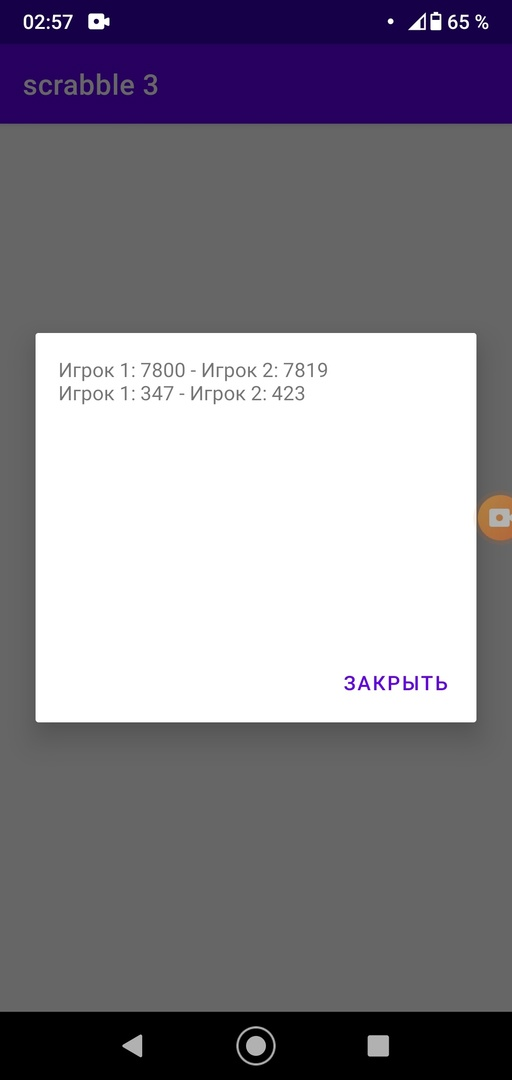 02:57
65 %
scrabble 3
Игрок 1: 7800 - Игрок 2: 7819
Игрок 1: 347 - Игрок 2: 423
ЗАКРЫТЬ